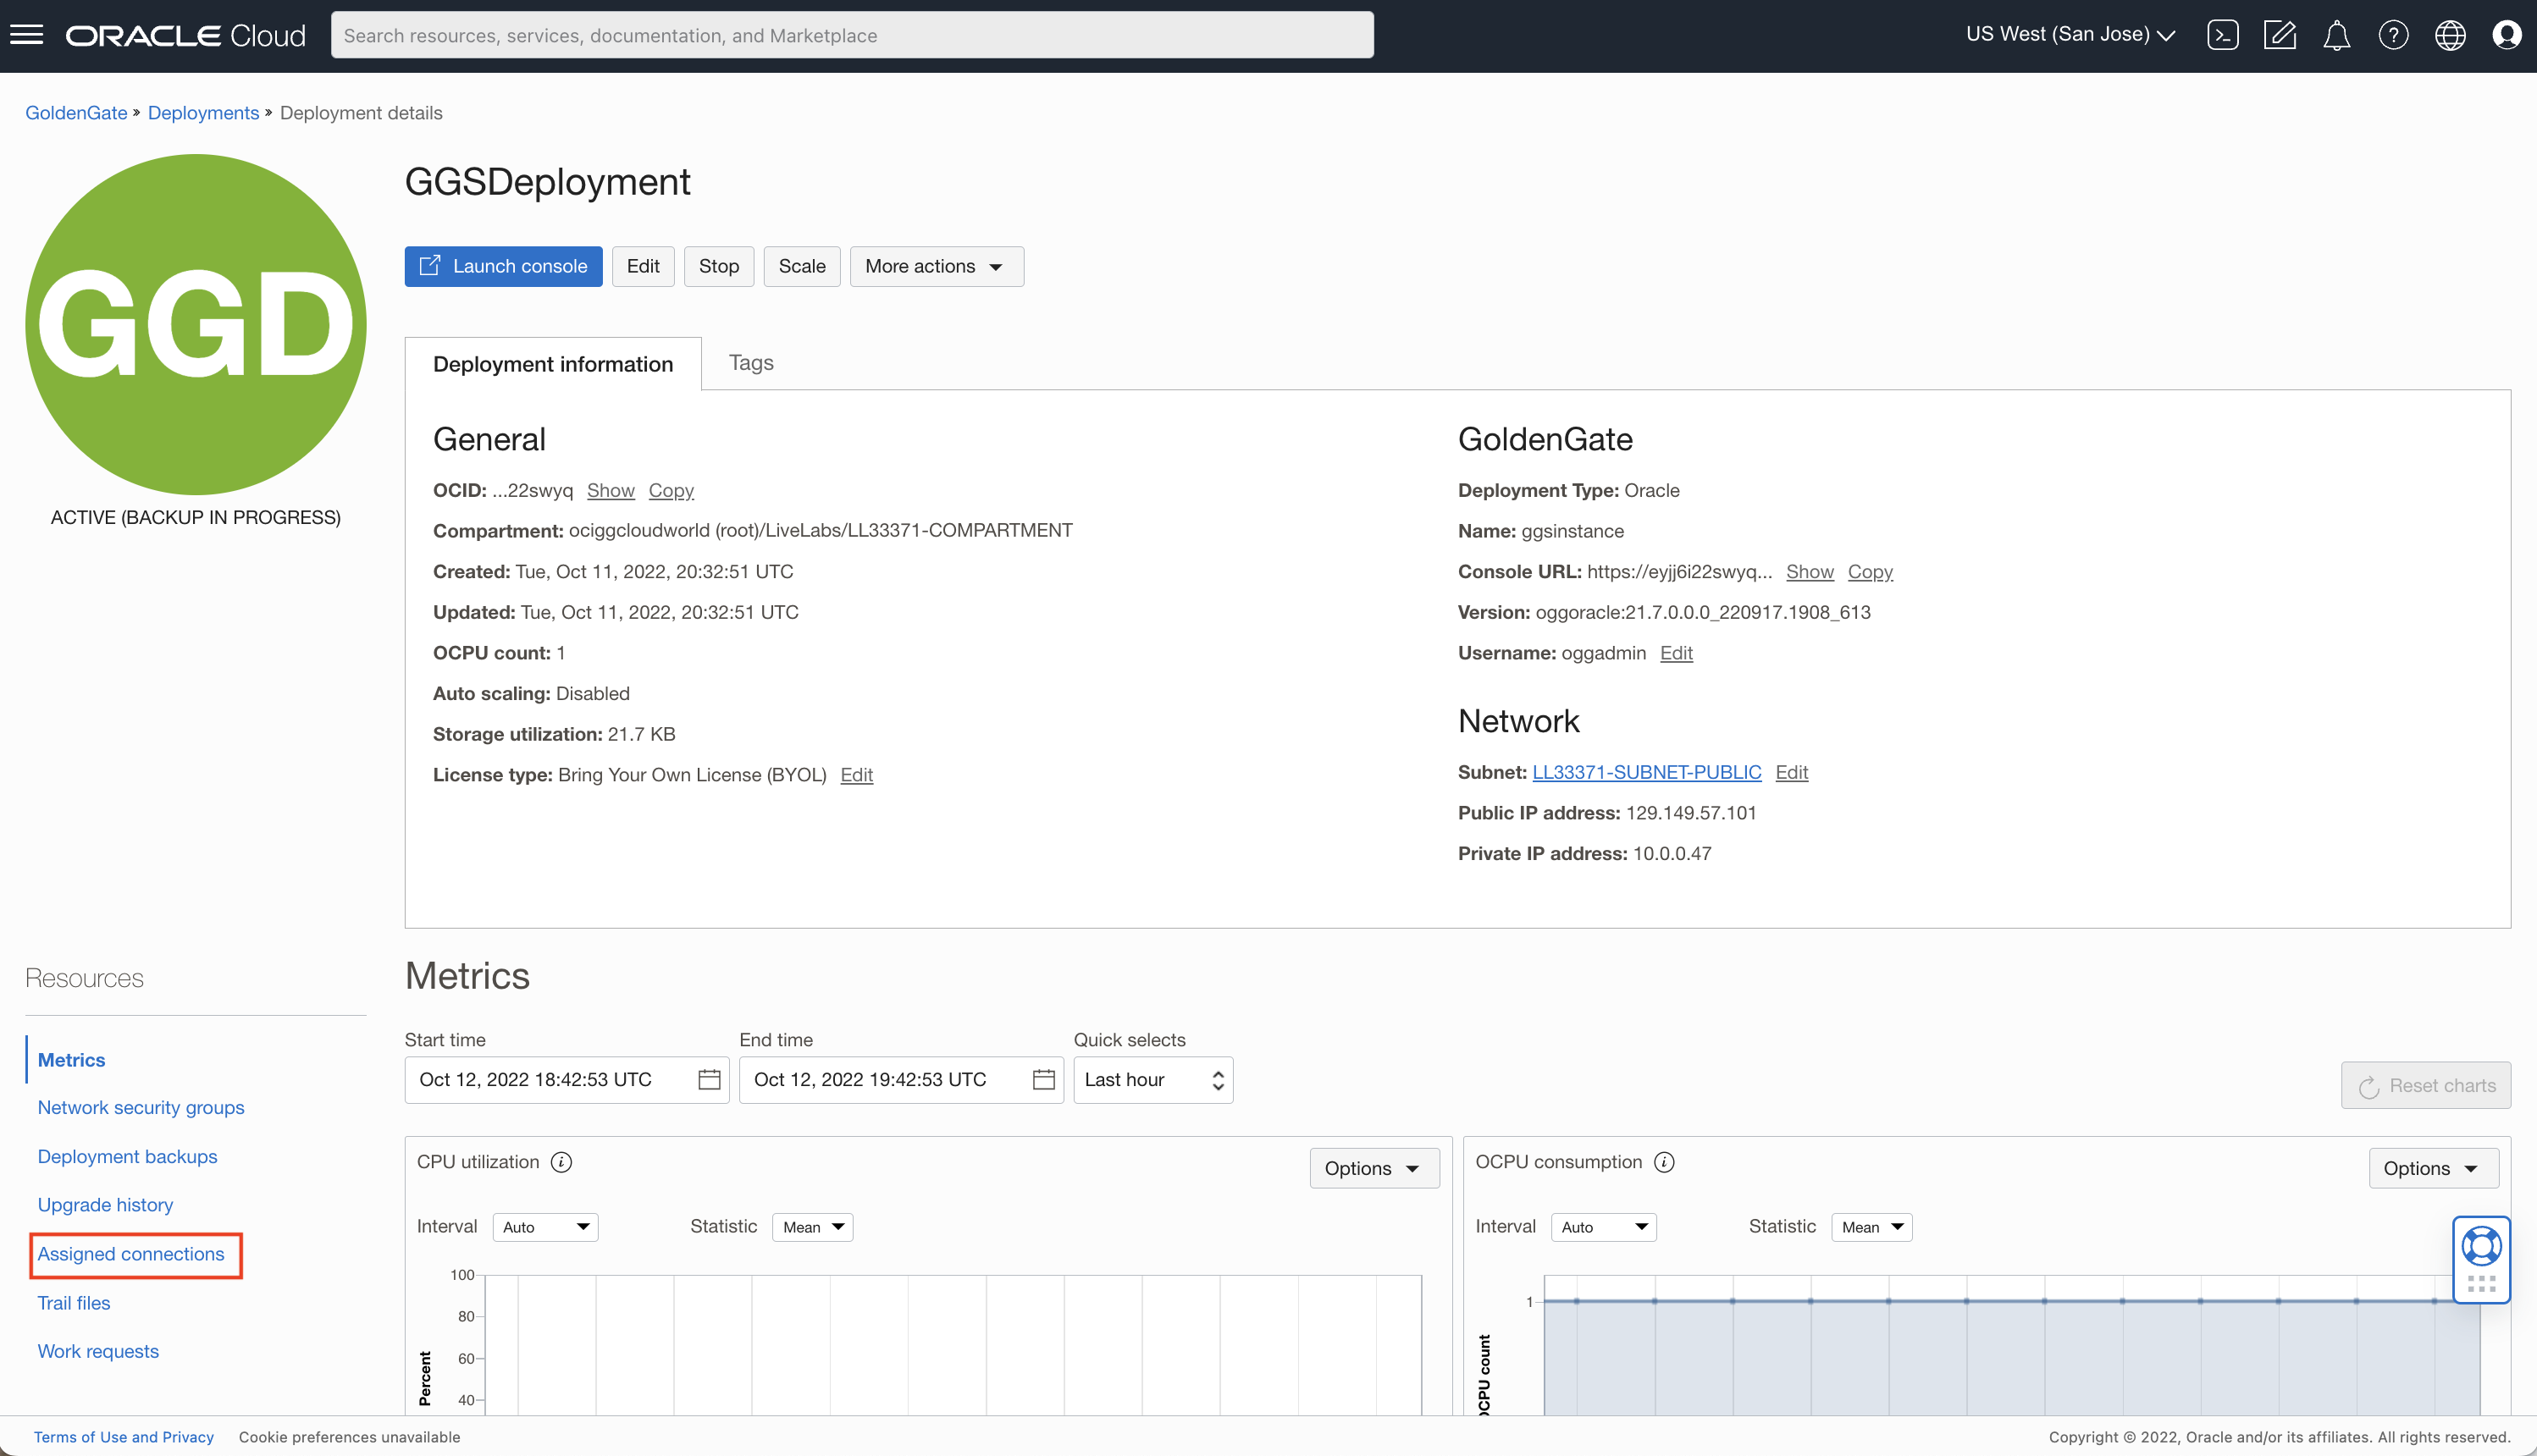 ORACLE Cloud
Search resources, services, documentation, and Marketplace
US West (San Jose)
GoldenGate » Deployments » Deployment details
GGD
ACTIVE (BACKUP IN PROGRESS)
GGSDeployment
Launch console
Edit
Stop
Scale
More actions
Deployment information
Tags
General
OCID: ...22swyq Show Copy
Compartment: ociggcloudworld (root)/LiveLabs/LL33371-COMPARTMENT
Created: Tue, Oct 11, 2022, 20:32:51 UTC
Updated: Tue, Oct 11, 2022, 20:32:51 UTC
OCPU count: 1
Auto scaling: Disabled
Storage utilization: 21.7 KB
License type: Bring Your Own License (BYOL) Edit
GoldenGate
Deployment Type: Oracle
Name: ggsinstance
Console URL: https://eyjj6i22swyq... Show Copy
Version: oggoracle:21.7.0.0.0_220917.1908_613
Username: oggadmin Edit
Network
Subnet: LL33371-SUBNET-PUBLIC Edit
Public IP address: 129.149.57.101
Private IP address: 10.0.0.47
Resources
Metrics
Network security groups
Deployment backups
Upgrade history
Assigned connections
Trail files
Work requests
Metrics
Start time
Oct 12, 2022 18:42:53 UTC
End time
Oct 12, 2022 19:42:53 UTC
Quick selects
Last hour
Reset charts
CPU utilization
Options
Interval Auto
Statistic Mean
100
80
60
40
Percent
OCPU consumption
Options
Interval Auto
Statistic Mean
1
OCPU count
Terms of Use and Privacy
Cookie preferences unavailable
Copyright © 2022, Oracle and/or its affiliates. All rights reserved.